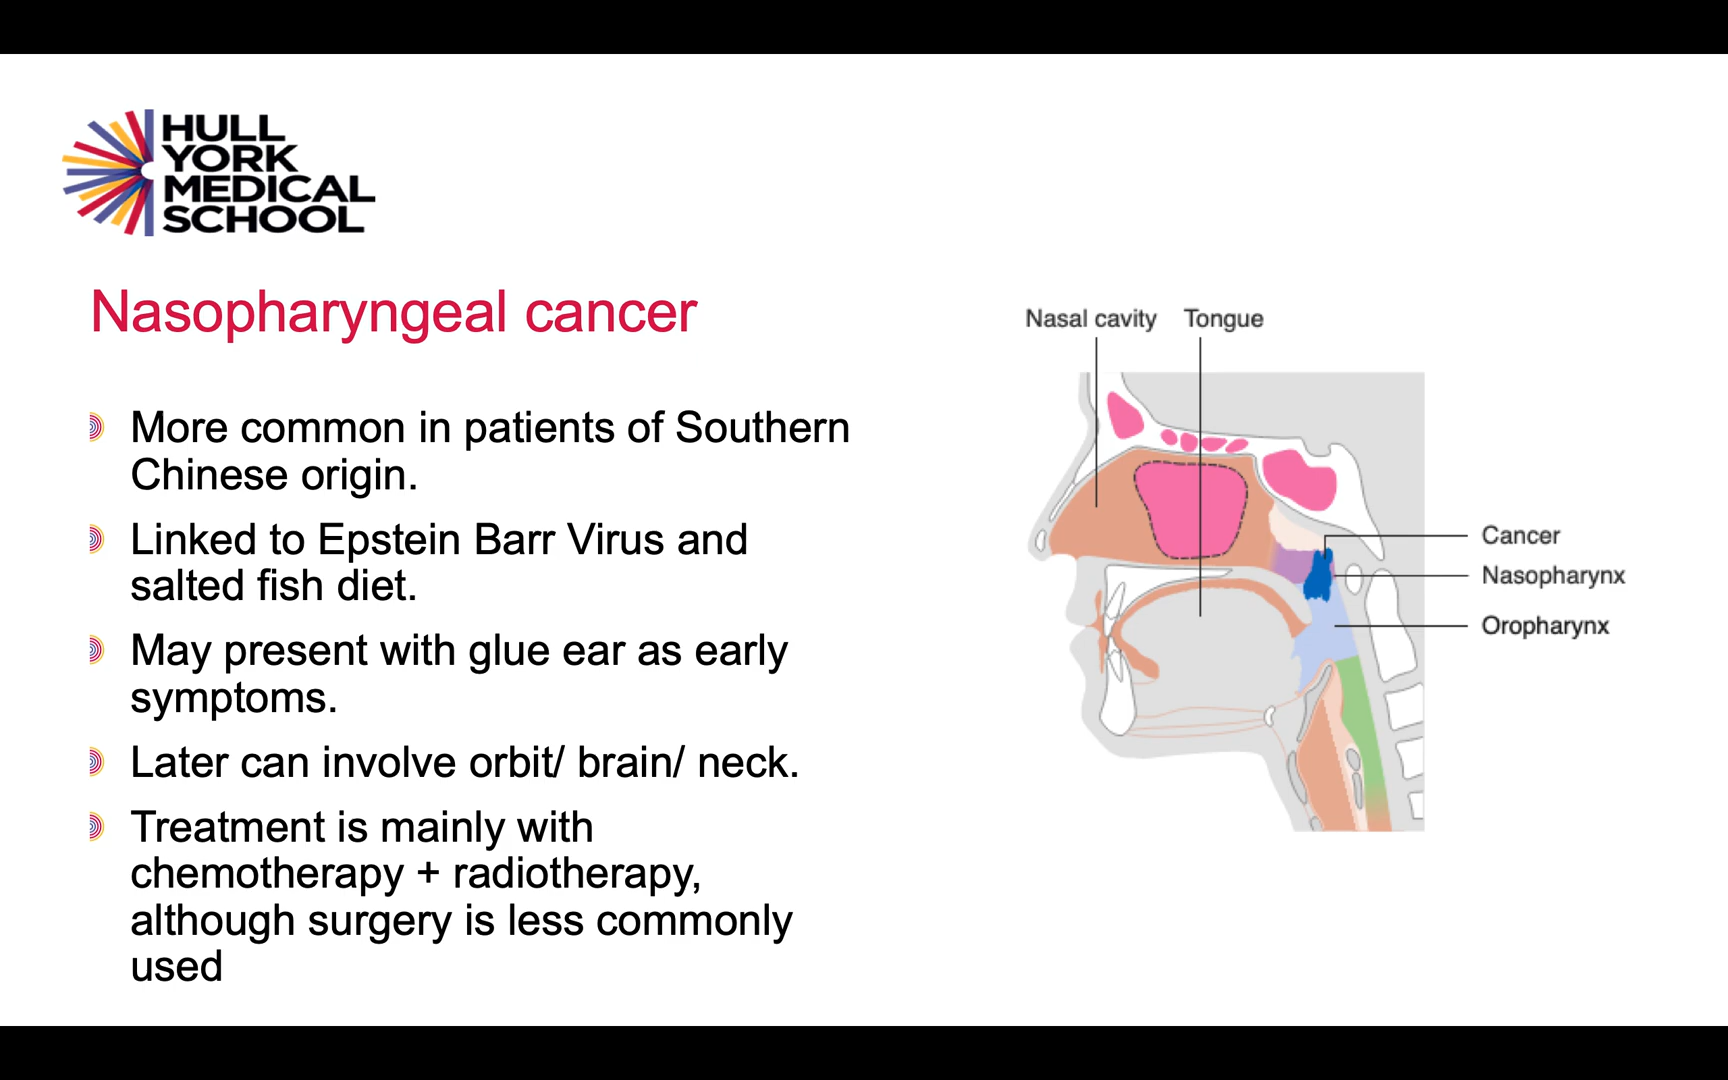 HULL
YORK
MEDICAL
SCHOOL
Nasopharyngeal cancer
More common in patients of Southern
Chinese origin.
Linked to Epstein Barr Virus and
salted fish diet.
May present with glue ear as early
symptoms.
Later can involve orbit/ brain/ neck.
Treatment is mainly with
chemotherapy + radiotherapy,
although surgery is less commonly
used
Nasal cavity
Tongue
Cancer
Nasopharynx
Oropharynx